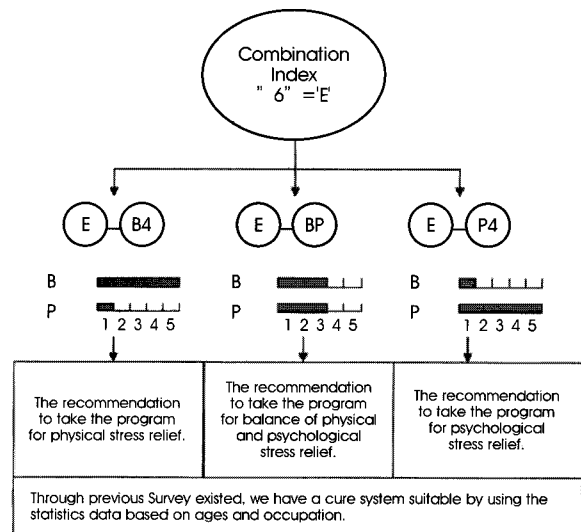 Combination
Index
" 6" ='E'
E B4
E BP
E P4
B
P
1 2 3 4 5
B
P
1 2 3 4 5
B
P
1 2 3 4 5
The recommendation
to take the program
for physical stress relief.
The recommendation
to take the program
for balance of physical
and psychological
stress relief.
The recommendation
to take the program
for psychological
stress relief.
Through previous Survey existed, we have a cure system suitable by using the
statistics data based on ages and occupation.